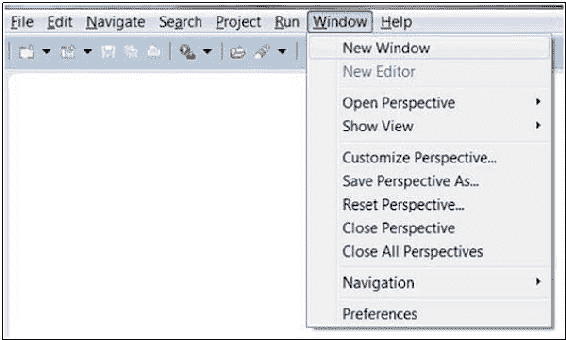 File Edit Navigate Search Project Run Window Help
New Window
New Editor
Open Perspective
Show View
Customize Perspective...
Save Perspective As...
Reset Perspective...
Close Perspective
Close All Perspectives
Navigation
Preferences